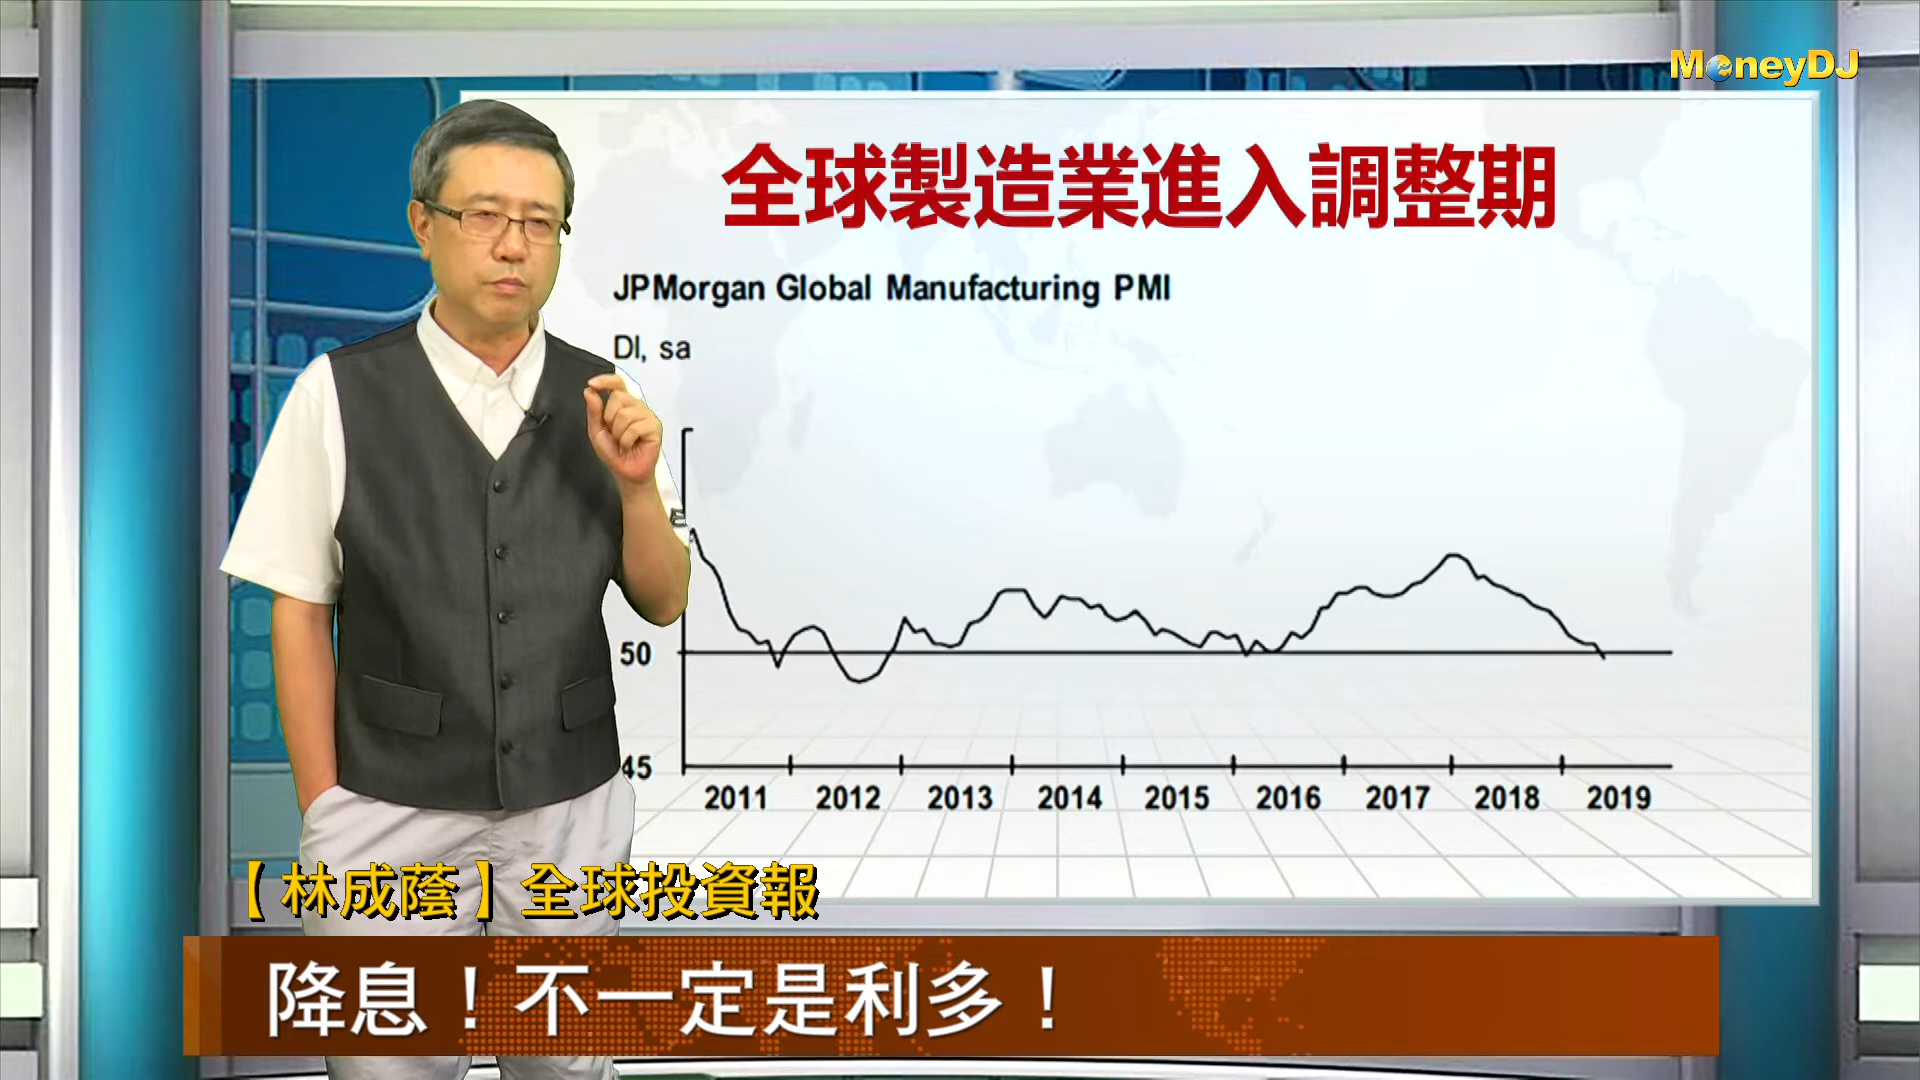 MoneyDJ
全球製造業進入調整期
JPMorgan Global Manufacturing PMI
DI, sa
50
45
2011 2012 2013 2014 2015 2016 2017 2018 2019
【林成蔭】全球投資報
降息!不一定是利多!